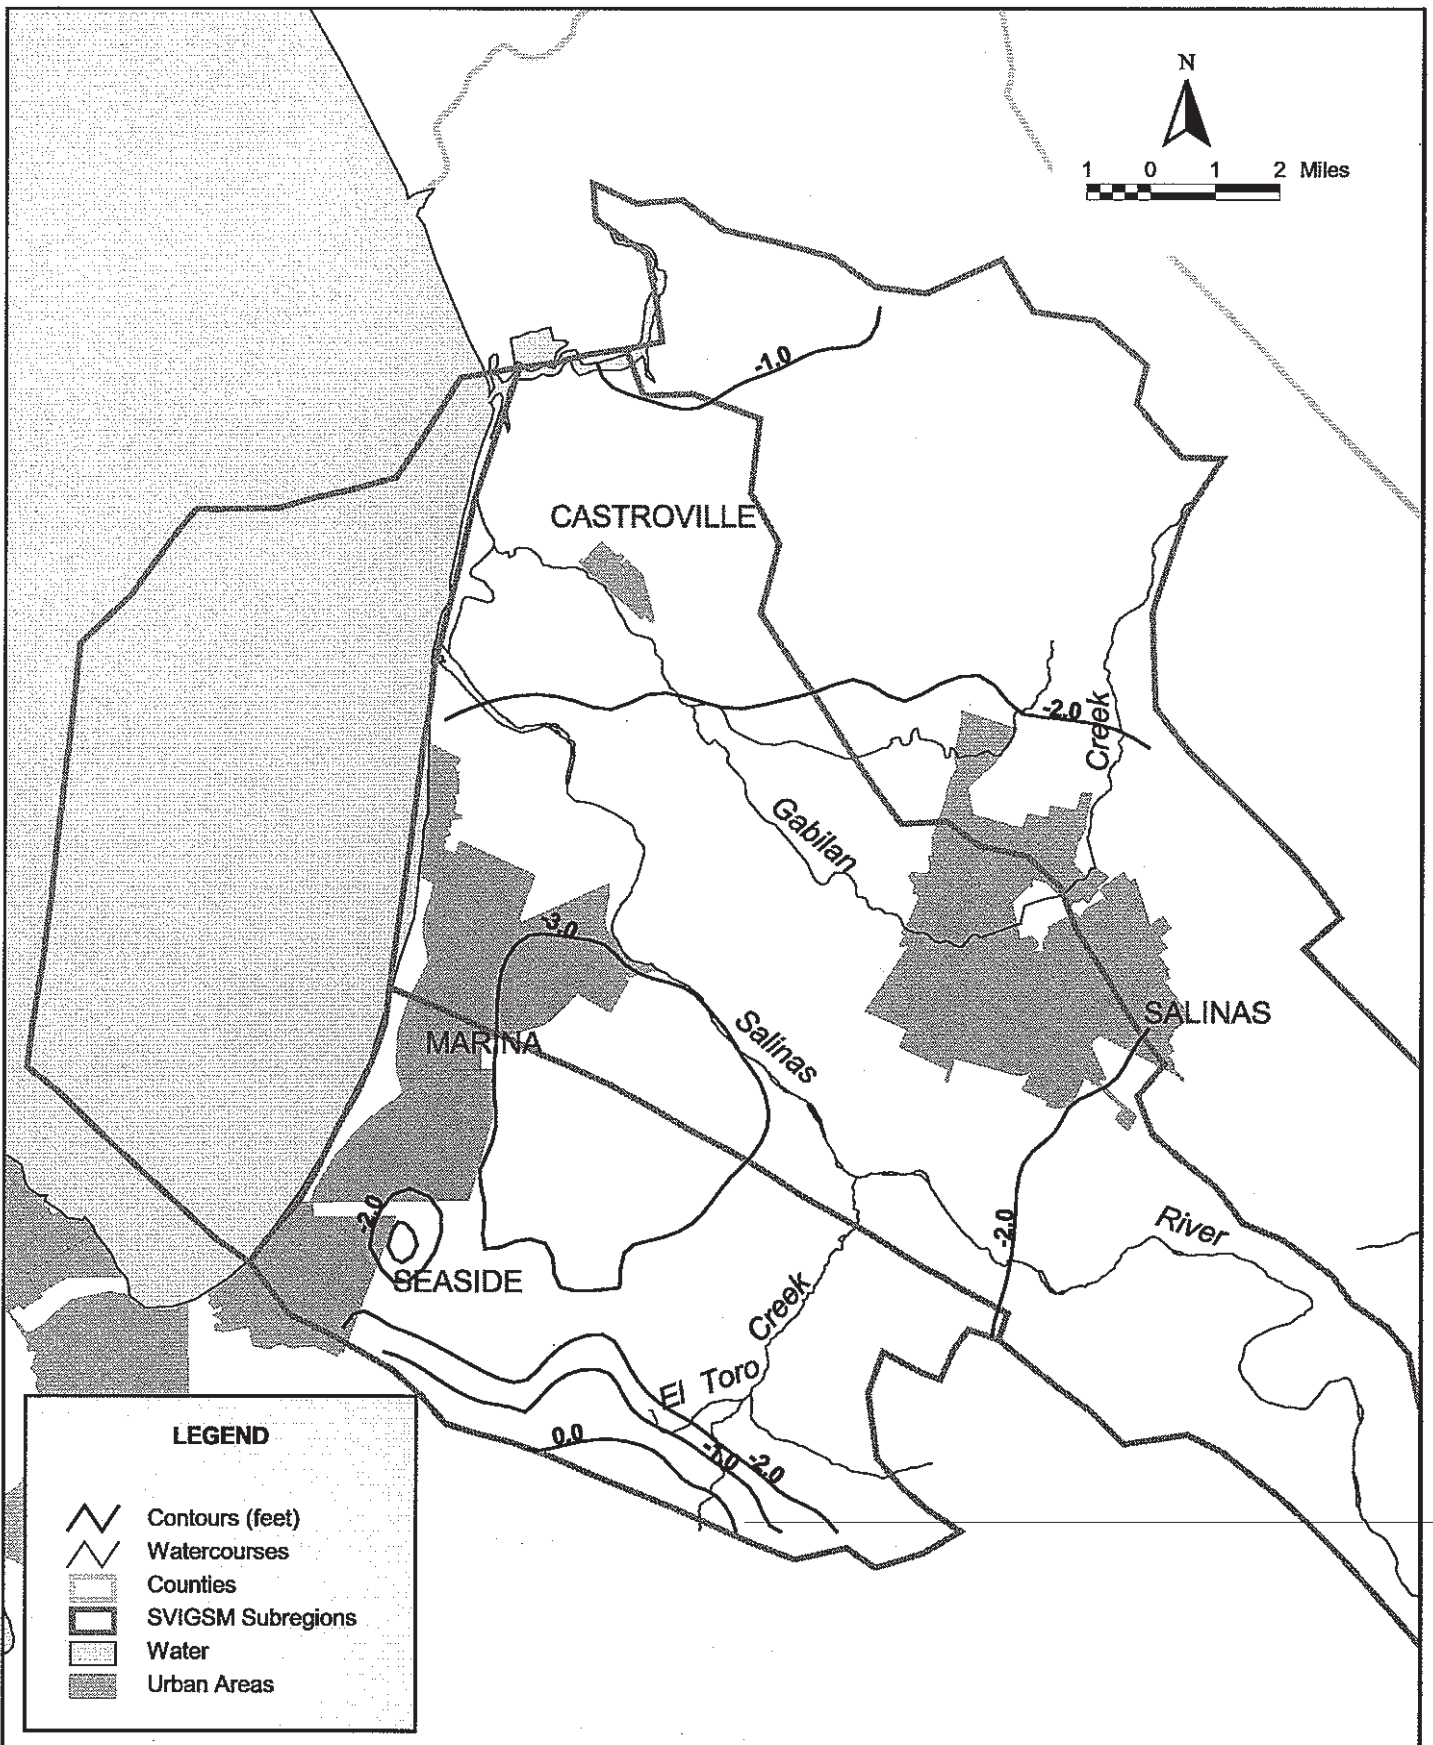 N
1 0 1 2 Miles
-1.0
CASTROVILLE
-2.0
Creek
Gabilan
-3.0
SALINAS
MARINA
Salinas
-2.0
-2.0
River
SEASIDE
Creek
El Toro
0.0
-1.0
-2.0
LEGEND
Contours (feet)
Watercourses
Counties
SVIGSM Subregions
Water
Urban Areas